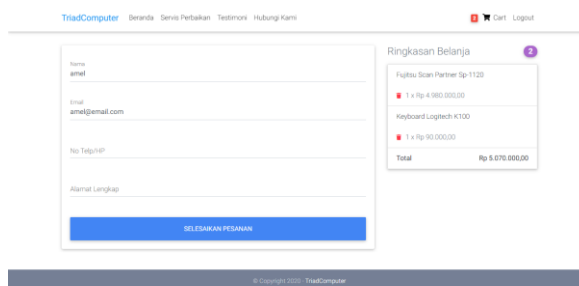 TriadComputer Beranda Servis Perbaikan Testimoni Hubungi Kami Cart Logout
Nama
amel
Email
amel@email.com
No Telp/HP
Alamat Lengkap
SELESAIKAN PESANAN
Ringkasan Belanja 2
Fujitsu Scan Partner Sp-1120
1 x Rp 4.980.000,00
Keyboard Logitech K100
1 x Rp 90.000,00
Total Rp 5.070.000,00
© Copyright 2020 - TriadComputer